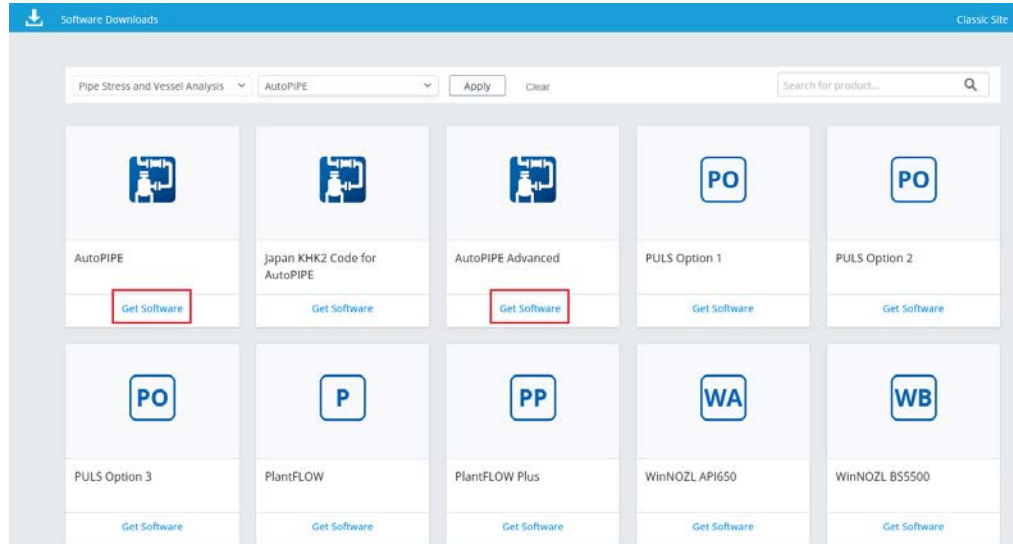 Software Downloads
Classic Site
Pipe Stress and Vessel Analysis
AutoPIPE
Apply
Clear
Search for product...
PO
PO
AutoPIPE
Japan KHK2 Code for
AutoPIPE
AutoPIPE Advanced
PULS Option 1
PULS Option 2
Get Software
Get Software
Get Software
Get Software
Get Software
PO
P
PP
WA
WB
PULS Option 3
PlantFLOW
PlantFLOW Plus
WinNOZL API650
WinNOZL BS5500
Get Software
Get Software
Get Software
Get Software
Get Software